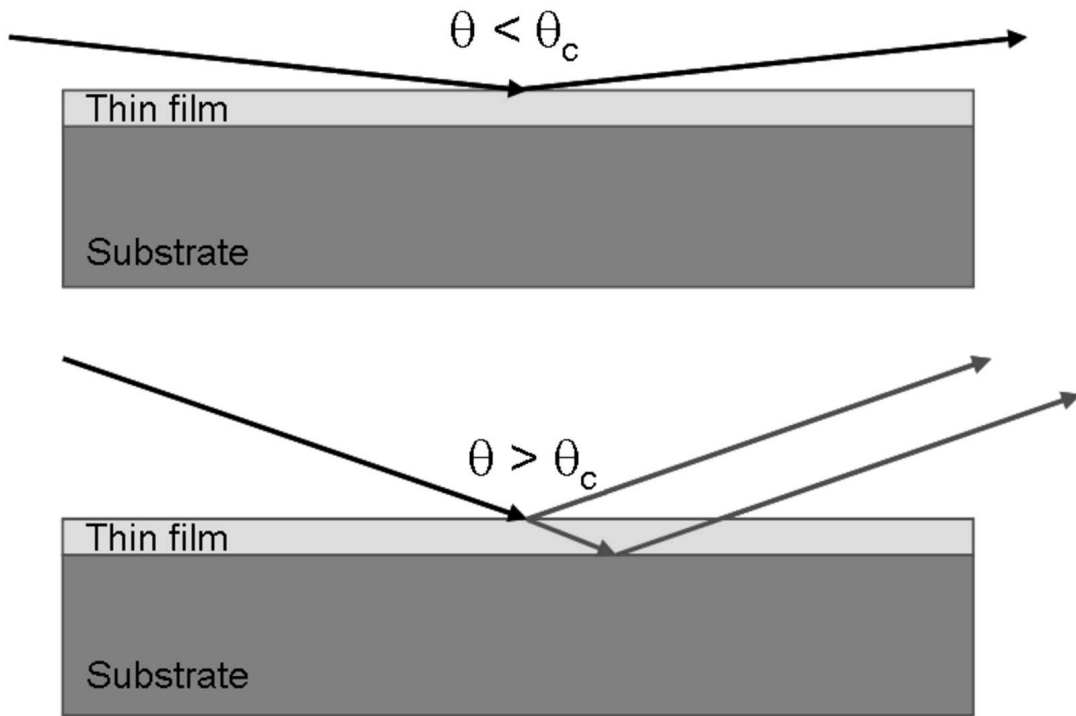 θ < θc
Thin film
Substrate
θ > θc
Thin film
Substrate